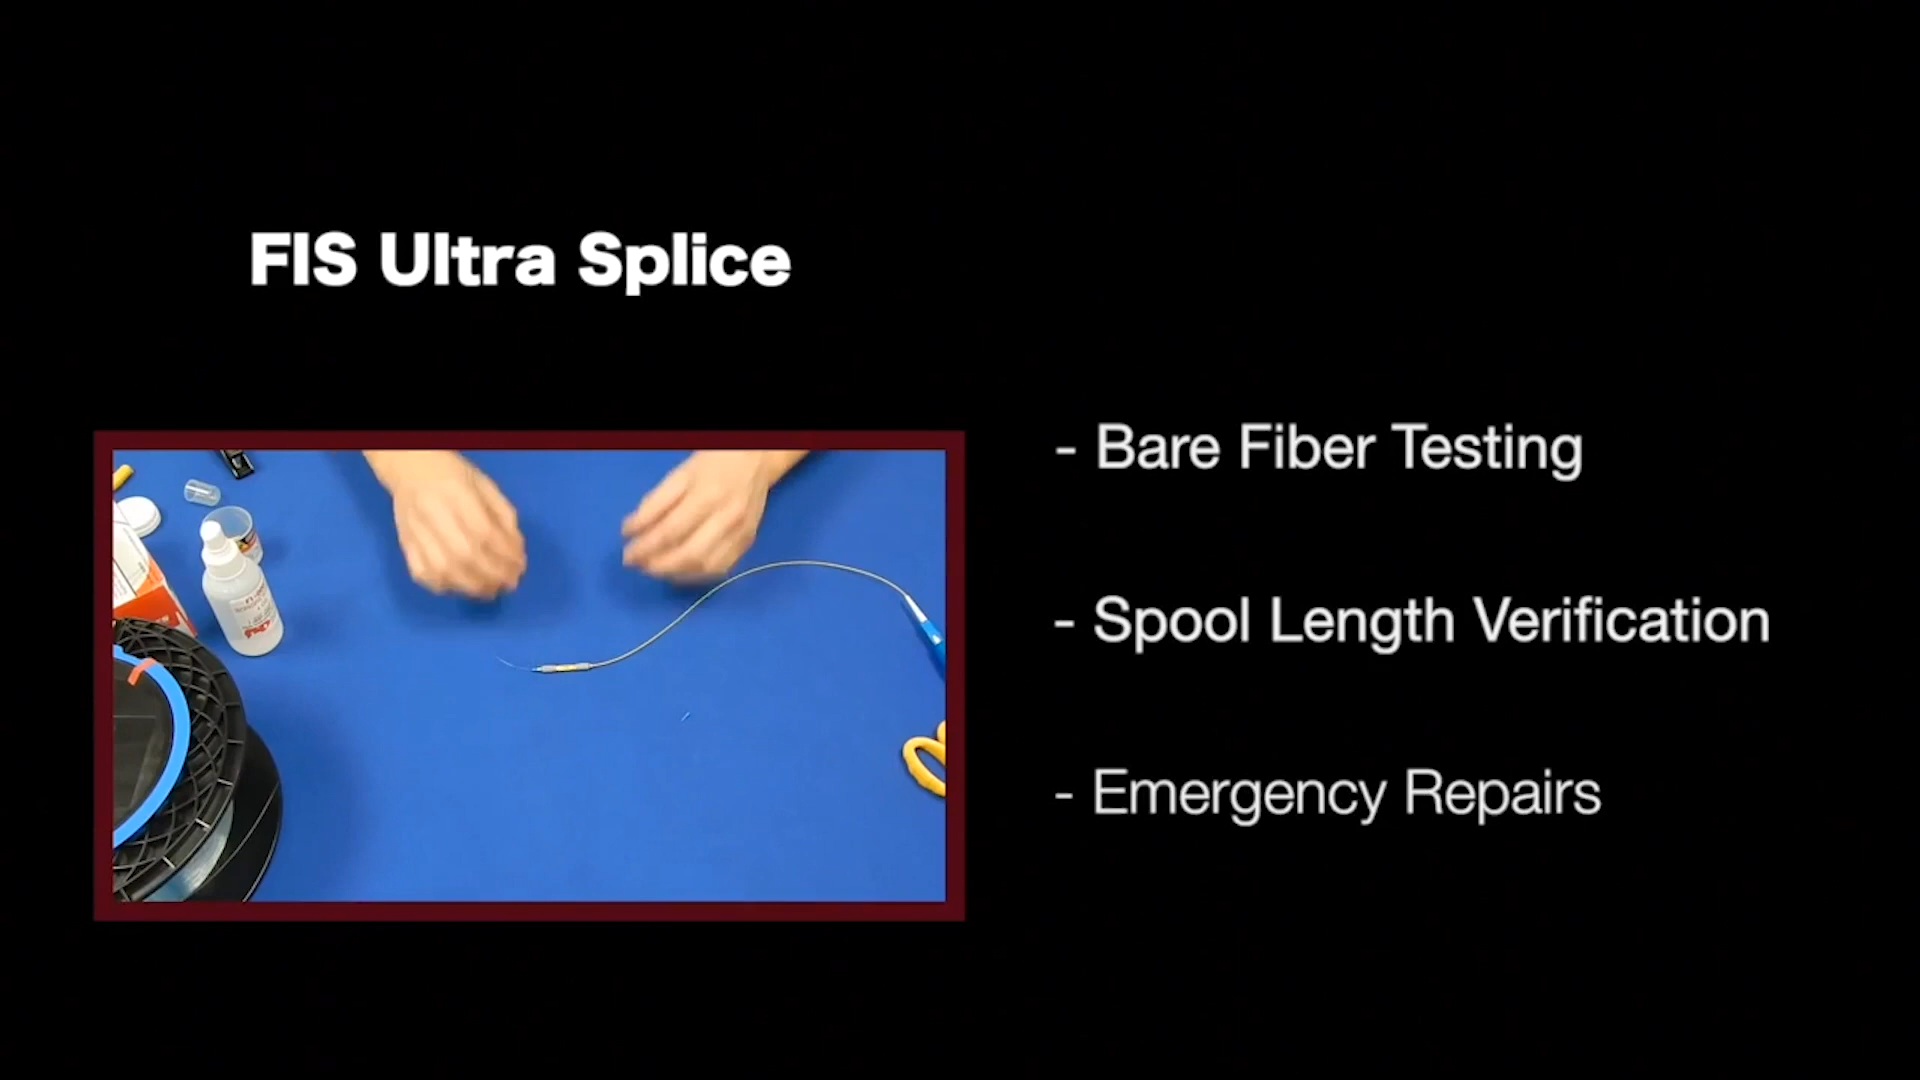 FIS Ultra Splice
- Bare Fiber Testing
- Spool Length Verification
- Emergency Repairs